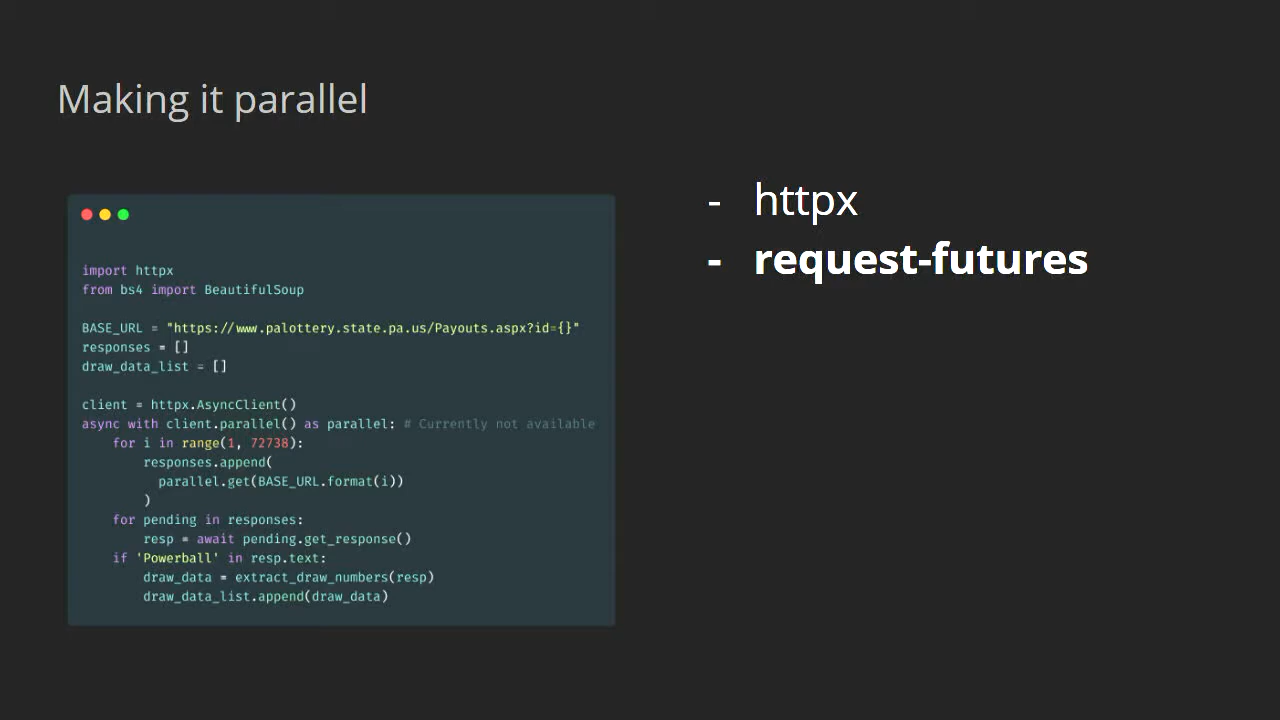 Making it parallel
import httpx
from bs4 import BeautifulSoup
BASE_URL = "https://www.palottery.state.pa.us/Payouts.aspx?id={}"
responses = []
draw_data_list = []
client = httpx.AsyncClient()
async with client.parallel() as parallel: # Currently not available
for i in range(1, 72738):
responses.append(
parallel.get(BASE_URL.format(i))
)
for pending in responses:
resp = await pending.get_response()
if 'Powerball' in resp.text:
draw_data = extract_draw_numbers(resp)
draw_data_list.append(draw_data)
- httpx
- request-futures